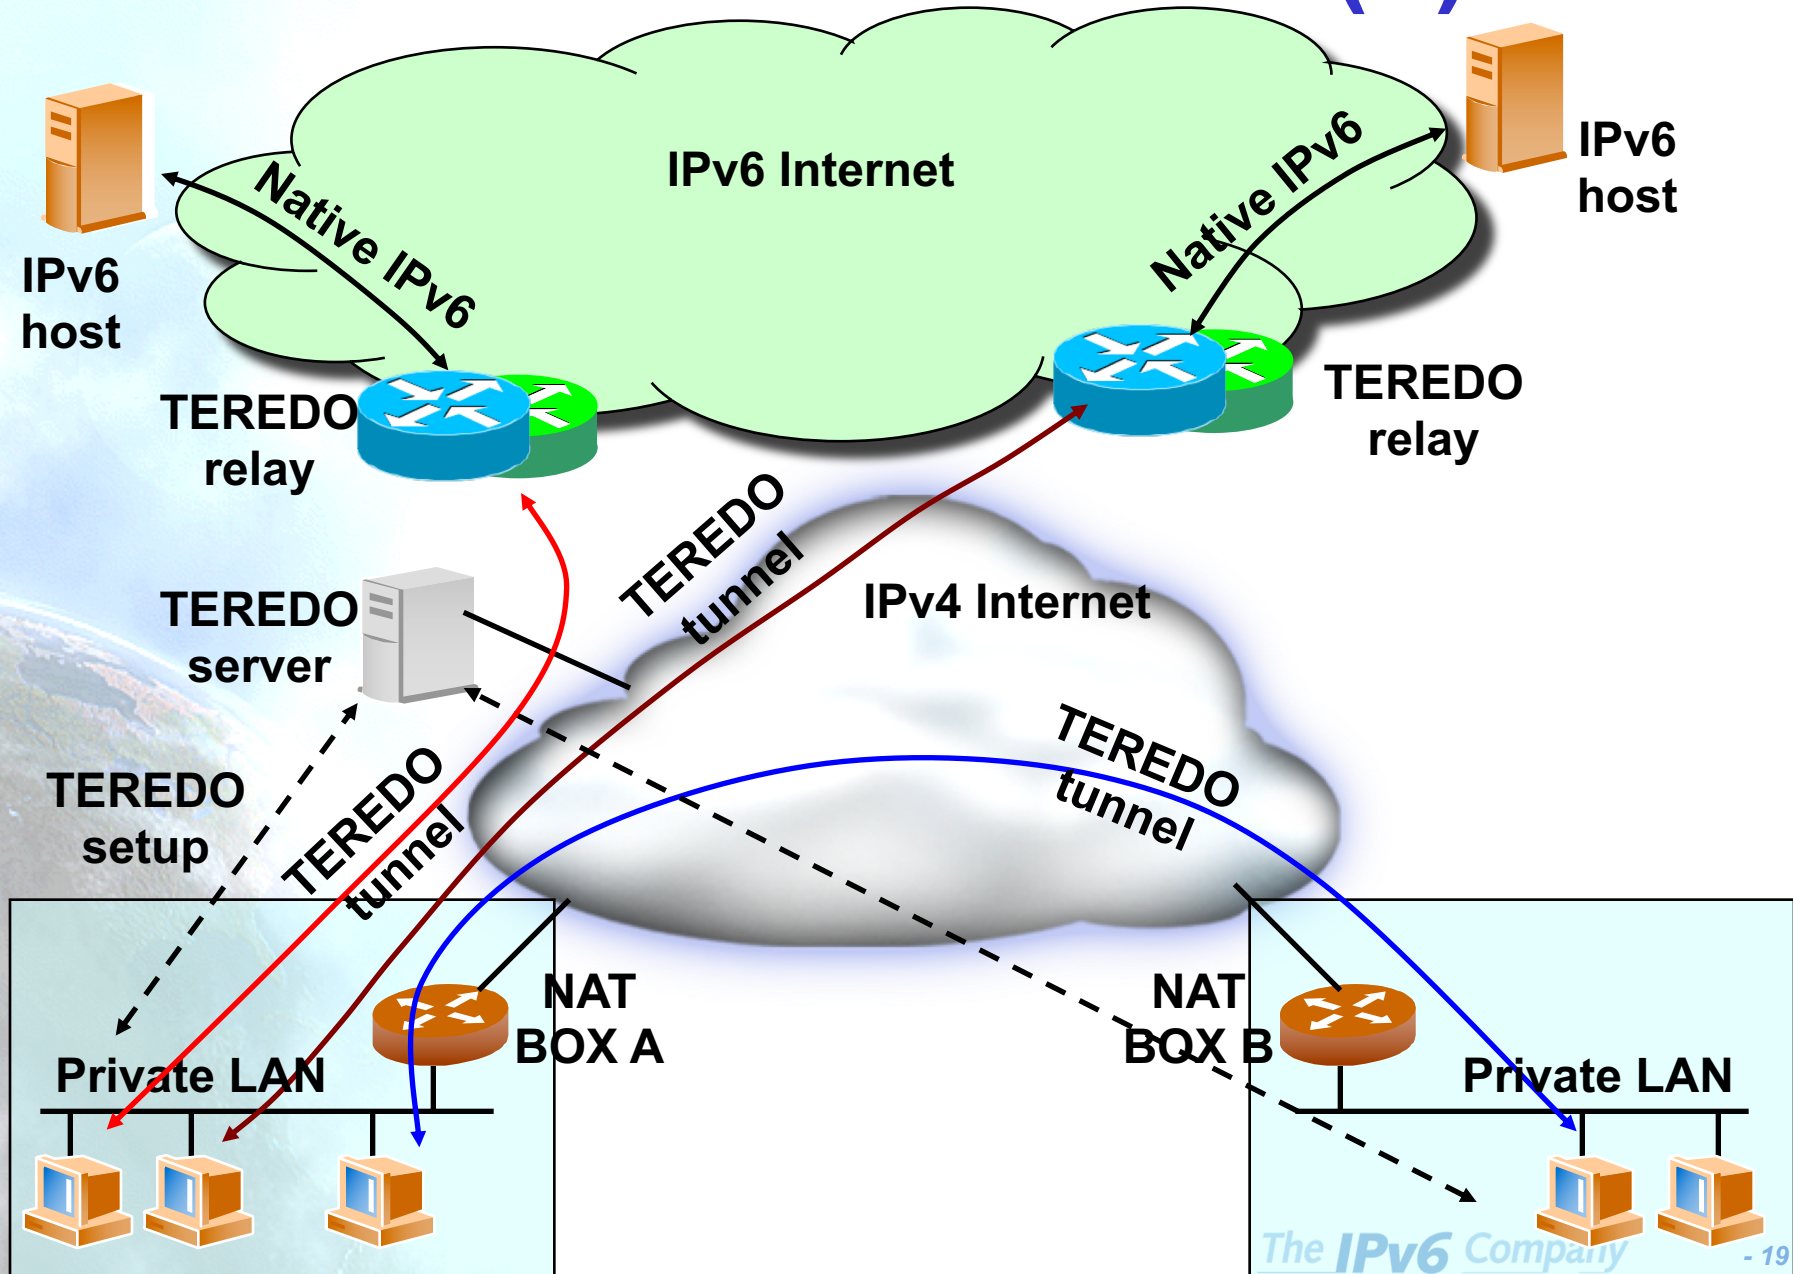 ( )
IPv6 Internet
Native IPv6
Native IPv6
IPv6
host
IPv6
host
TEREDO
relay
TEREDO
relay
TEREDO
tunnel
IPv4 Internet
TEREDO
server
TEREDO
tunnel
TEREDO
setup
TEREDO
tunnel
NAT
BOX A
NAT
BOX B
Private LAN
Private LAN
The IPv6 Company
- 19